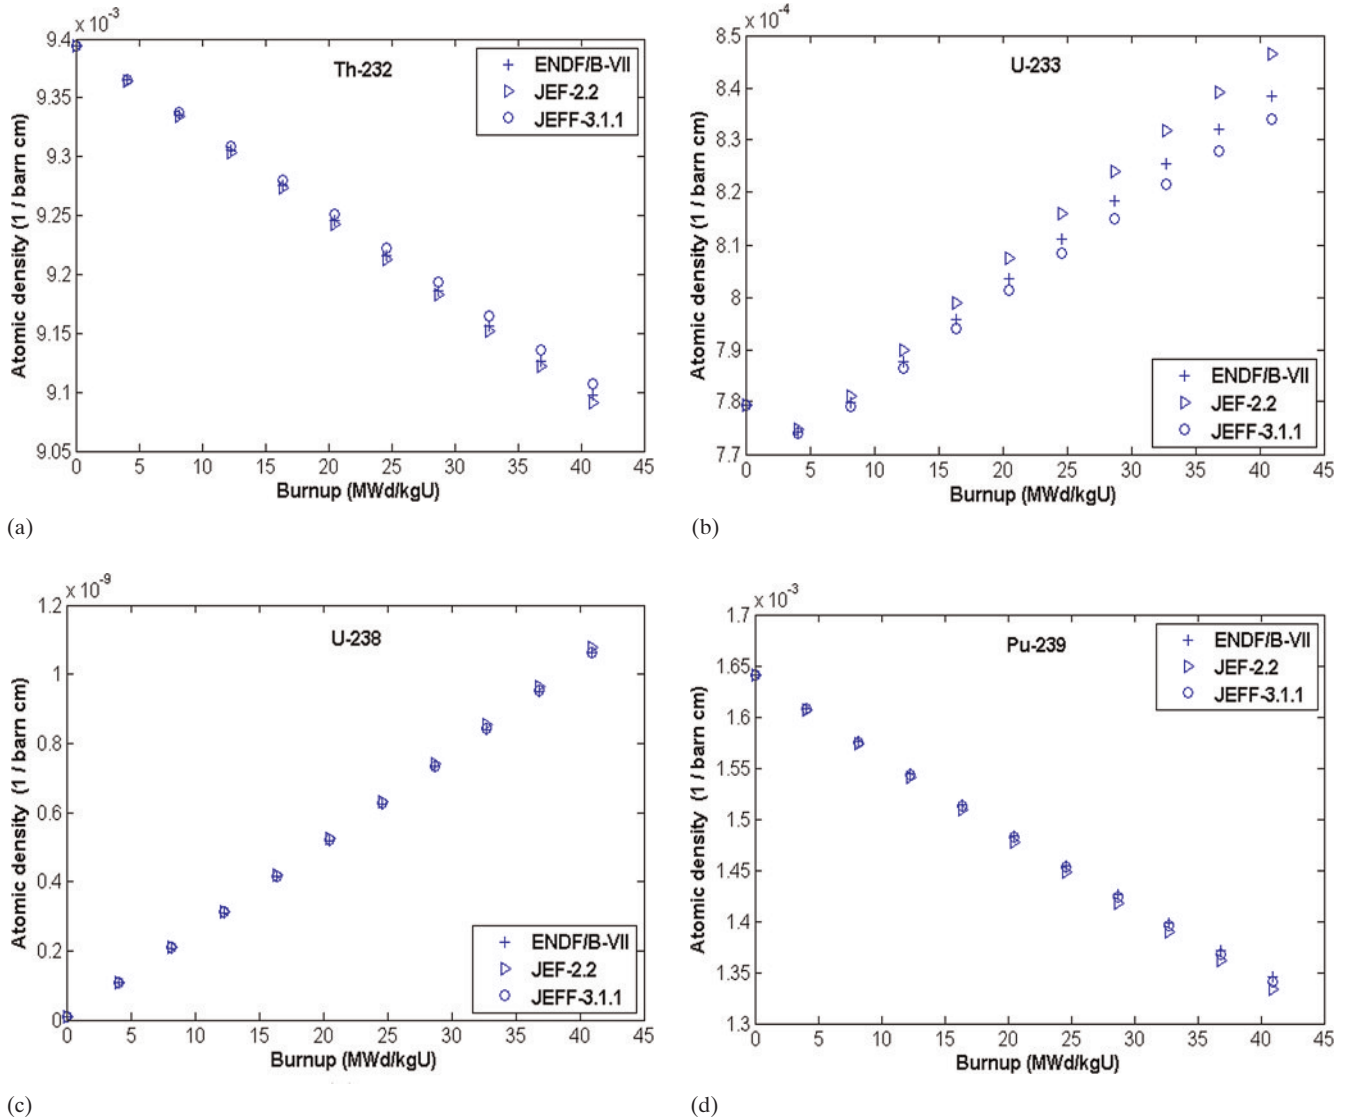 x 10^-3
9.4
9.35
9.3
9.25
9.2
9.15
9.1
9.05
0 5 10 15 20 25 30 35 40 45
Atomic density (1 / barn cm)
Burnup (MWd/kgU)
Th-232
ENDF/B-VII
JEF-2.2
JEFF-3.1.1
(a)
x 10^-4
8.5
8.4
8.3
8.2
8.1
8
7.9
7.8
7.7
0 5 10 15 20 25 30 35 40 45
Atomic density (1 / barn cm)
Burnup (MWd/kgU)
U-233
ENDF/B-VII
JEF-2.2
JEFF-3.1.1
(b)
x 10^-9
1.2
1
0.8
0.6
0.4
0.2
0
0 5 10 15 20 25 30 35 40 45
Atomic density (1 / barn cm)
Burnup (MWd/kgU)
U-238
ENDF/B-VII
JEF-2.2
JEFF-3.1.1
(c)
x 10^-3
1.7
1.65
1.6
1.55
1.5
1.45
1.4
1.35
1.3
0 5 10 15 20 25 30 35 40 45
Atomic density (1 / barn cm)
Burnup (MWd/kgU)
Pu-239
ENDF/B-VII
JEF-2.2
JEFF-3.1.1
(d)